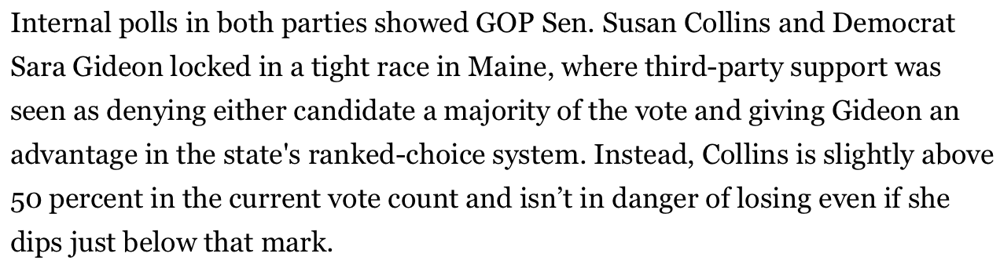 Internal polls in both parties showed GOP Sen. Susan Collins and Democrat
Sara Gideon locked in a tight race in Maine, where third-party support was
seen as denying either candidate a majority of the vote and giving Gideon an
advantage in the state's ranked-choice system. Instead, Collins is slightly above
50 percent in the current vote count and isn’t in danger of losing even if she
dips just below that mark.